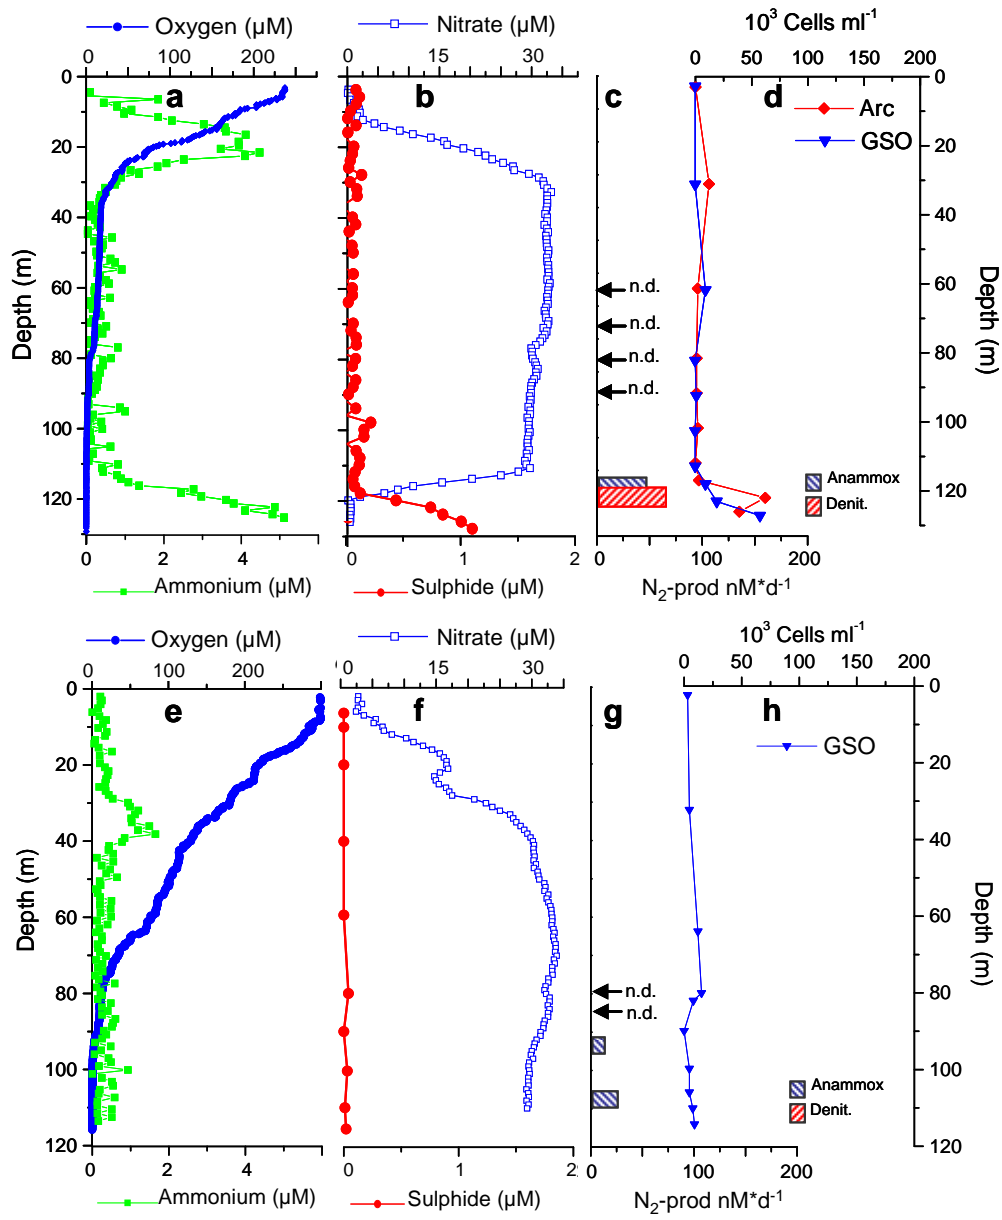 Oxygen (µM)
Nitrate (µM)
10³ Cells ml⁻¹
0 100 200
0 15 30
0 50 100 150 200
a
b
c
d
Arc
GSO
0
20
40
60
80
100
120
Depth (m)
n.d.
n.d.
n.d.
n.d.
Anammox
Denit.
0
20
40
60
80
100
120
Depth (m)
0 2 4
0 1 2
0 100 200
Ammonium (µM)
Sulphide (µM)
N₂-prod nM*d⁻¹
Oxygen (µM)
Nitrate (µM)
10³ Cells ml⁻¹
0 100 200 300
0 15 30
0 50 100 150 200
e
f
g
h
GSO
0
20
40
60
80
100
120
Depth (m)
n.d.
n.d.
Anammox
Denit.
0
20
40
60
80
100
120
Depth (m)
0 2 4 6
0 1 2
0 100 200
Ammonium (µM)
Sulphide (µM)
N₂-prod nM*d⁻¹